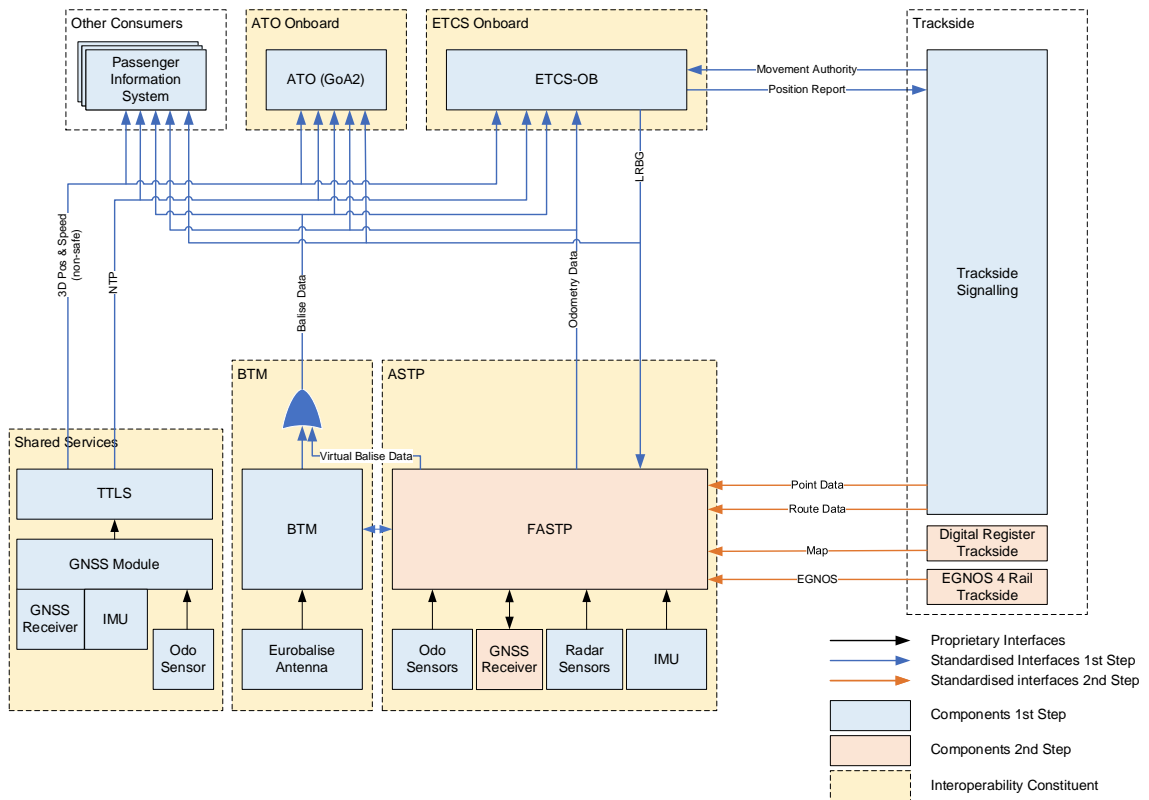 Other Consumers
Passenger
Information
System
ATO Onboard
ATO (GoA2)
ETCS Onboard
ETCS-OB
Trackside
Movement Authority
Position Report
LRBG
3D Pos & Speed
(non-safe)
NTP
Balise Data
Odometry Data
Trackside
Signalling
BTM
ASTP
Shared Services
Virtual Balise Data
TTLS
BTM
FASTP
Point Data
Route Data
GNSS Module
Digital Register
Trackside
Map
EGNOS
EGNOS 4 Rail
Trackside
GNSS
Receiver
IMU
Odo
Sensor
Eurobalise
Antenna
Odo
Sensors
GNSS
Receiver
Radar
Sensors
IMU
Proprietary Interfaces
Standardised Interfaces 1st Step
Standardised interfaces 2nd Step
Components 1st Step
Components 2nd Step
Interoperability Constituent